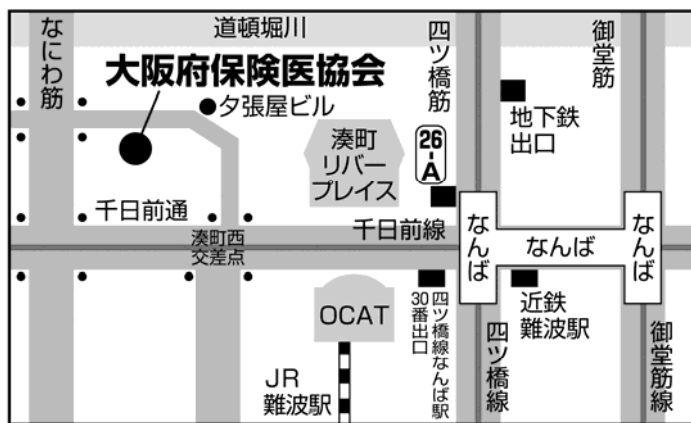 道頓堀川
なにわ筋
大阪府保険医協会
夕張屋ビル
四ツ橋筋
御堂筋
地下鉄
出口
湊町
リバー
プレイス
26-A
千日前通
千日前線
湊町西
交差点
なんば
なんば
なんば
OCAT
四ツ橋線なんば駅
30番出口
近鉄
難波駅
四ツ橋線
御堂筋線
JR
難波駅